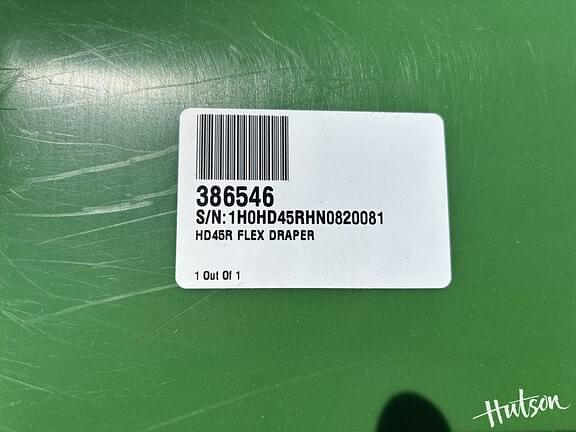 386546
S/N:1H0HD45RHN0820081
HD45R FLEX DRAPER
1 Out Of 1
Hutson